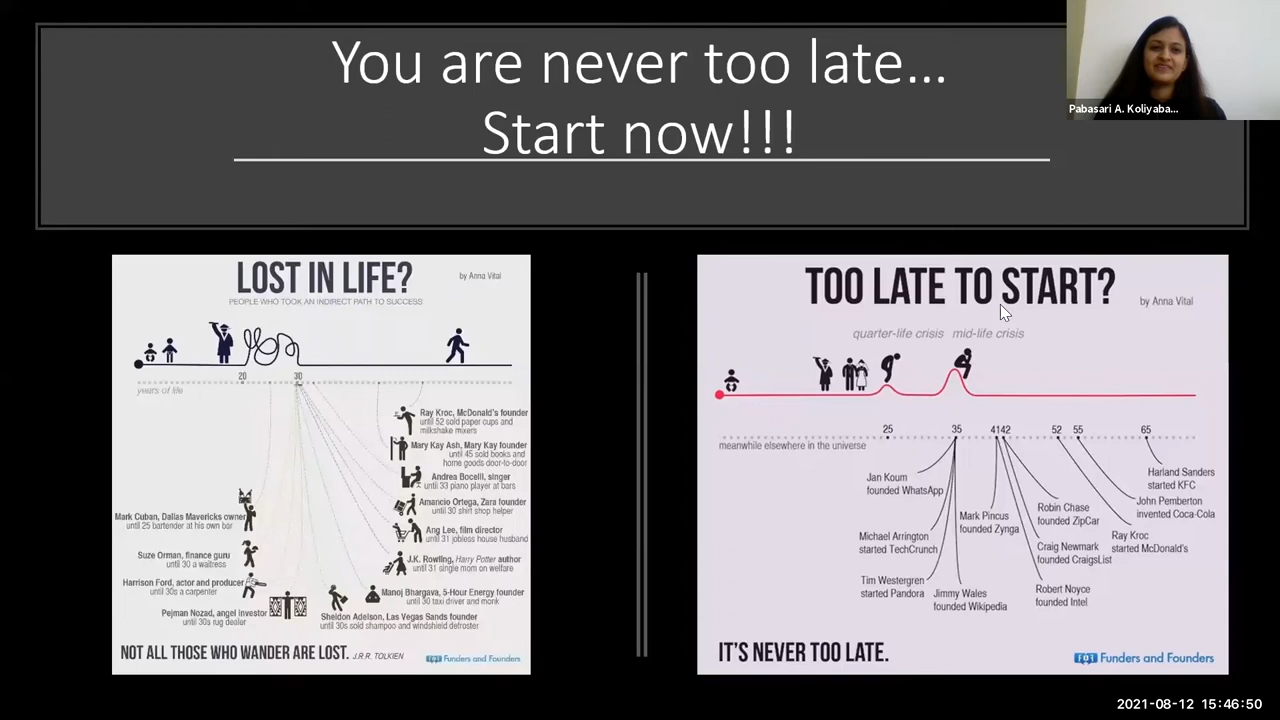 You are never too late...
Start now!!!
Pabasari A. Koliyaba...
LOST IN LIFE?
by Anna Vital
PEOPLE WHO TOOK AN INDIRECT PATH TO SUCCESS
20
30
years of life
Ray Kroc, McDonald's founder
until 52 sold paper cups and
milkshake mixers
Mary Kay Ash, Mary Kay founder
until 45 sold books and
home goods door-to-door
Andrea Bocelli, singer
until 33 piano player at bars
Amancio Ortega, Zara founder
until 30 shirt shop helper
Ang Lee, film director
until 31 jobless house husband
J.K. Rowling, Harry Potter author
until 31 single mom on welfare
Manoj Bhargava, 5-Hour Energy founder
until 30 taxi driver and monk
Sheldon Adelson, Las Vegas Sands founder
until 30s sold shampoo and windshield defroster
Mark Cuban, Dallas Mavericks owner
until 25 bartender at his own bar
Suze Orman, finance guru
until 30 a waitress
Harrison Ford, actor and producer
until 30s a carpenter
Pejman Nozad, angel investor
until 30s rug dealer
NOT ALL THOSE WHO WANDER ARE LOST. J.R.R. TOLKIEN
Funders and Founders
TOO LATE TO START?
by Anna Vital
quarter-life crisis mid-life crisis
25
35
41 42
52
55
65
meanwhile elsewhere in the universe
Jan Koum
founded WhatsApp
Michael Arrington
started TechCrunch
Tim Westergren
started Pandora
Jimmy Wales
founded Wikipedia
Mark Pincus
founded Zynga
Robin Chase
founded ZipCar
Craig Newmark
founded CraigsList
Robert Noyce
founded Intel
Ray Kroc
started McDonald's
John Pemberton
invented Coca-Cola
Harland Sanders
started KFC
IT'S NEVER TOO LATE.
Funders and Founders
2021-08-12 15:46:50